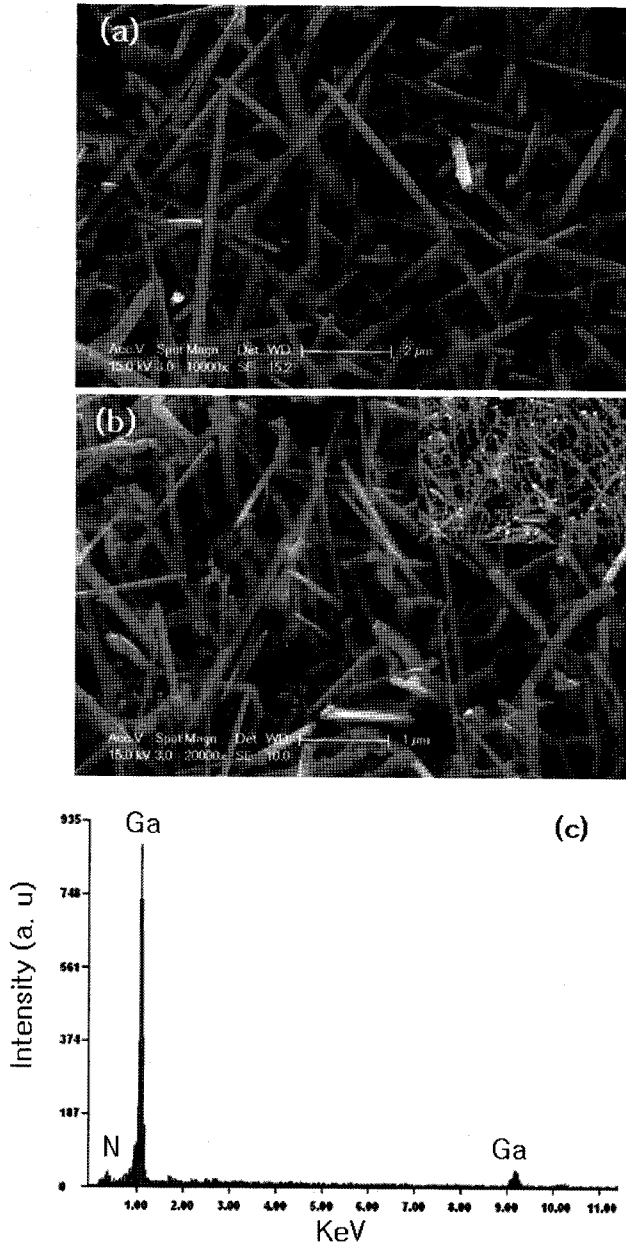 (a)
Acc.V Spot Magn Det WD 2 µm
15.0 kV 3.0 10000x SE 15.2
(b)
Acc.V Spot Magn Det WD 1 µm
15.0 kV 3.0 20000x SE 10.0
(c)
935
748
561
374
187
0
Intensity (a. u)
Ga
N
Ga
1.00 2.00 3.00 4.00 5.00 6.00 7.00 8.00 9.00 10.00 11.00
KeV